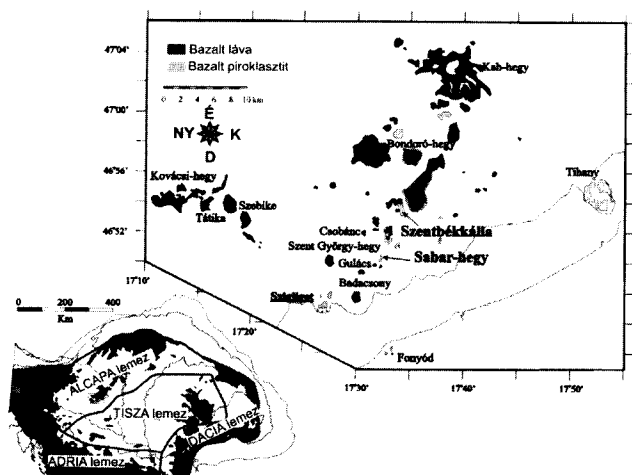 47°04'
47°00'
46°56'
46°52'
Bazalt láva
Bazalt piroklasztit
0 2 4 6 8 10 km
É
NY K
D
Kab-hegy
Bondoró-hegy
Kovácsi-hegy
Tátika
Szebike
Tihany
Csobánc
Szentbékkálla
Szent György-hegy
Sabar-hegy
Gulács
Badacsony
Szigliget
Fonyód
17°10'
17°20'
17°30'
17°40'
17°50'
0 200 400
Km
ALCAPA lemez
TISZA lemez
DACIA lemez
ADRIA lemez